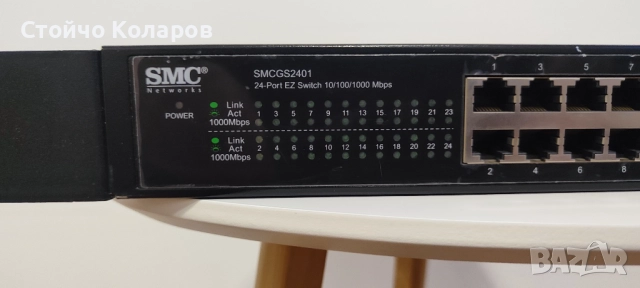 Стойчо Коларов
SMC®
Networks
SMCGS2401
24-Port EZ Switch 10/100/1000 Mbps
POWER
Link
Act
1000Mbps
1 3 5 7 9 11 13 15 17 19 21 23
Link
Act
1000Mbps
2 4 6 8 10 12 14 16 18 20 22 24
1 3 5 7
2 4 6 8
BAZAR